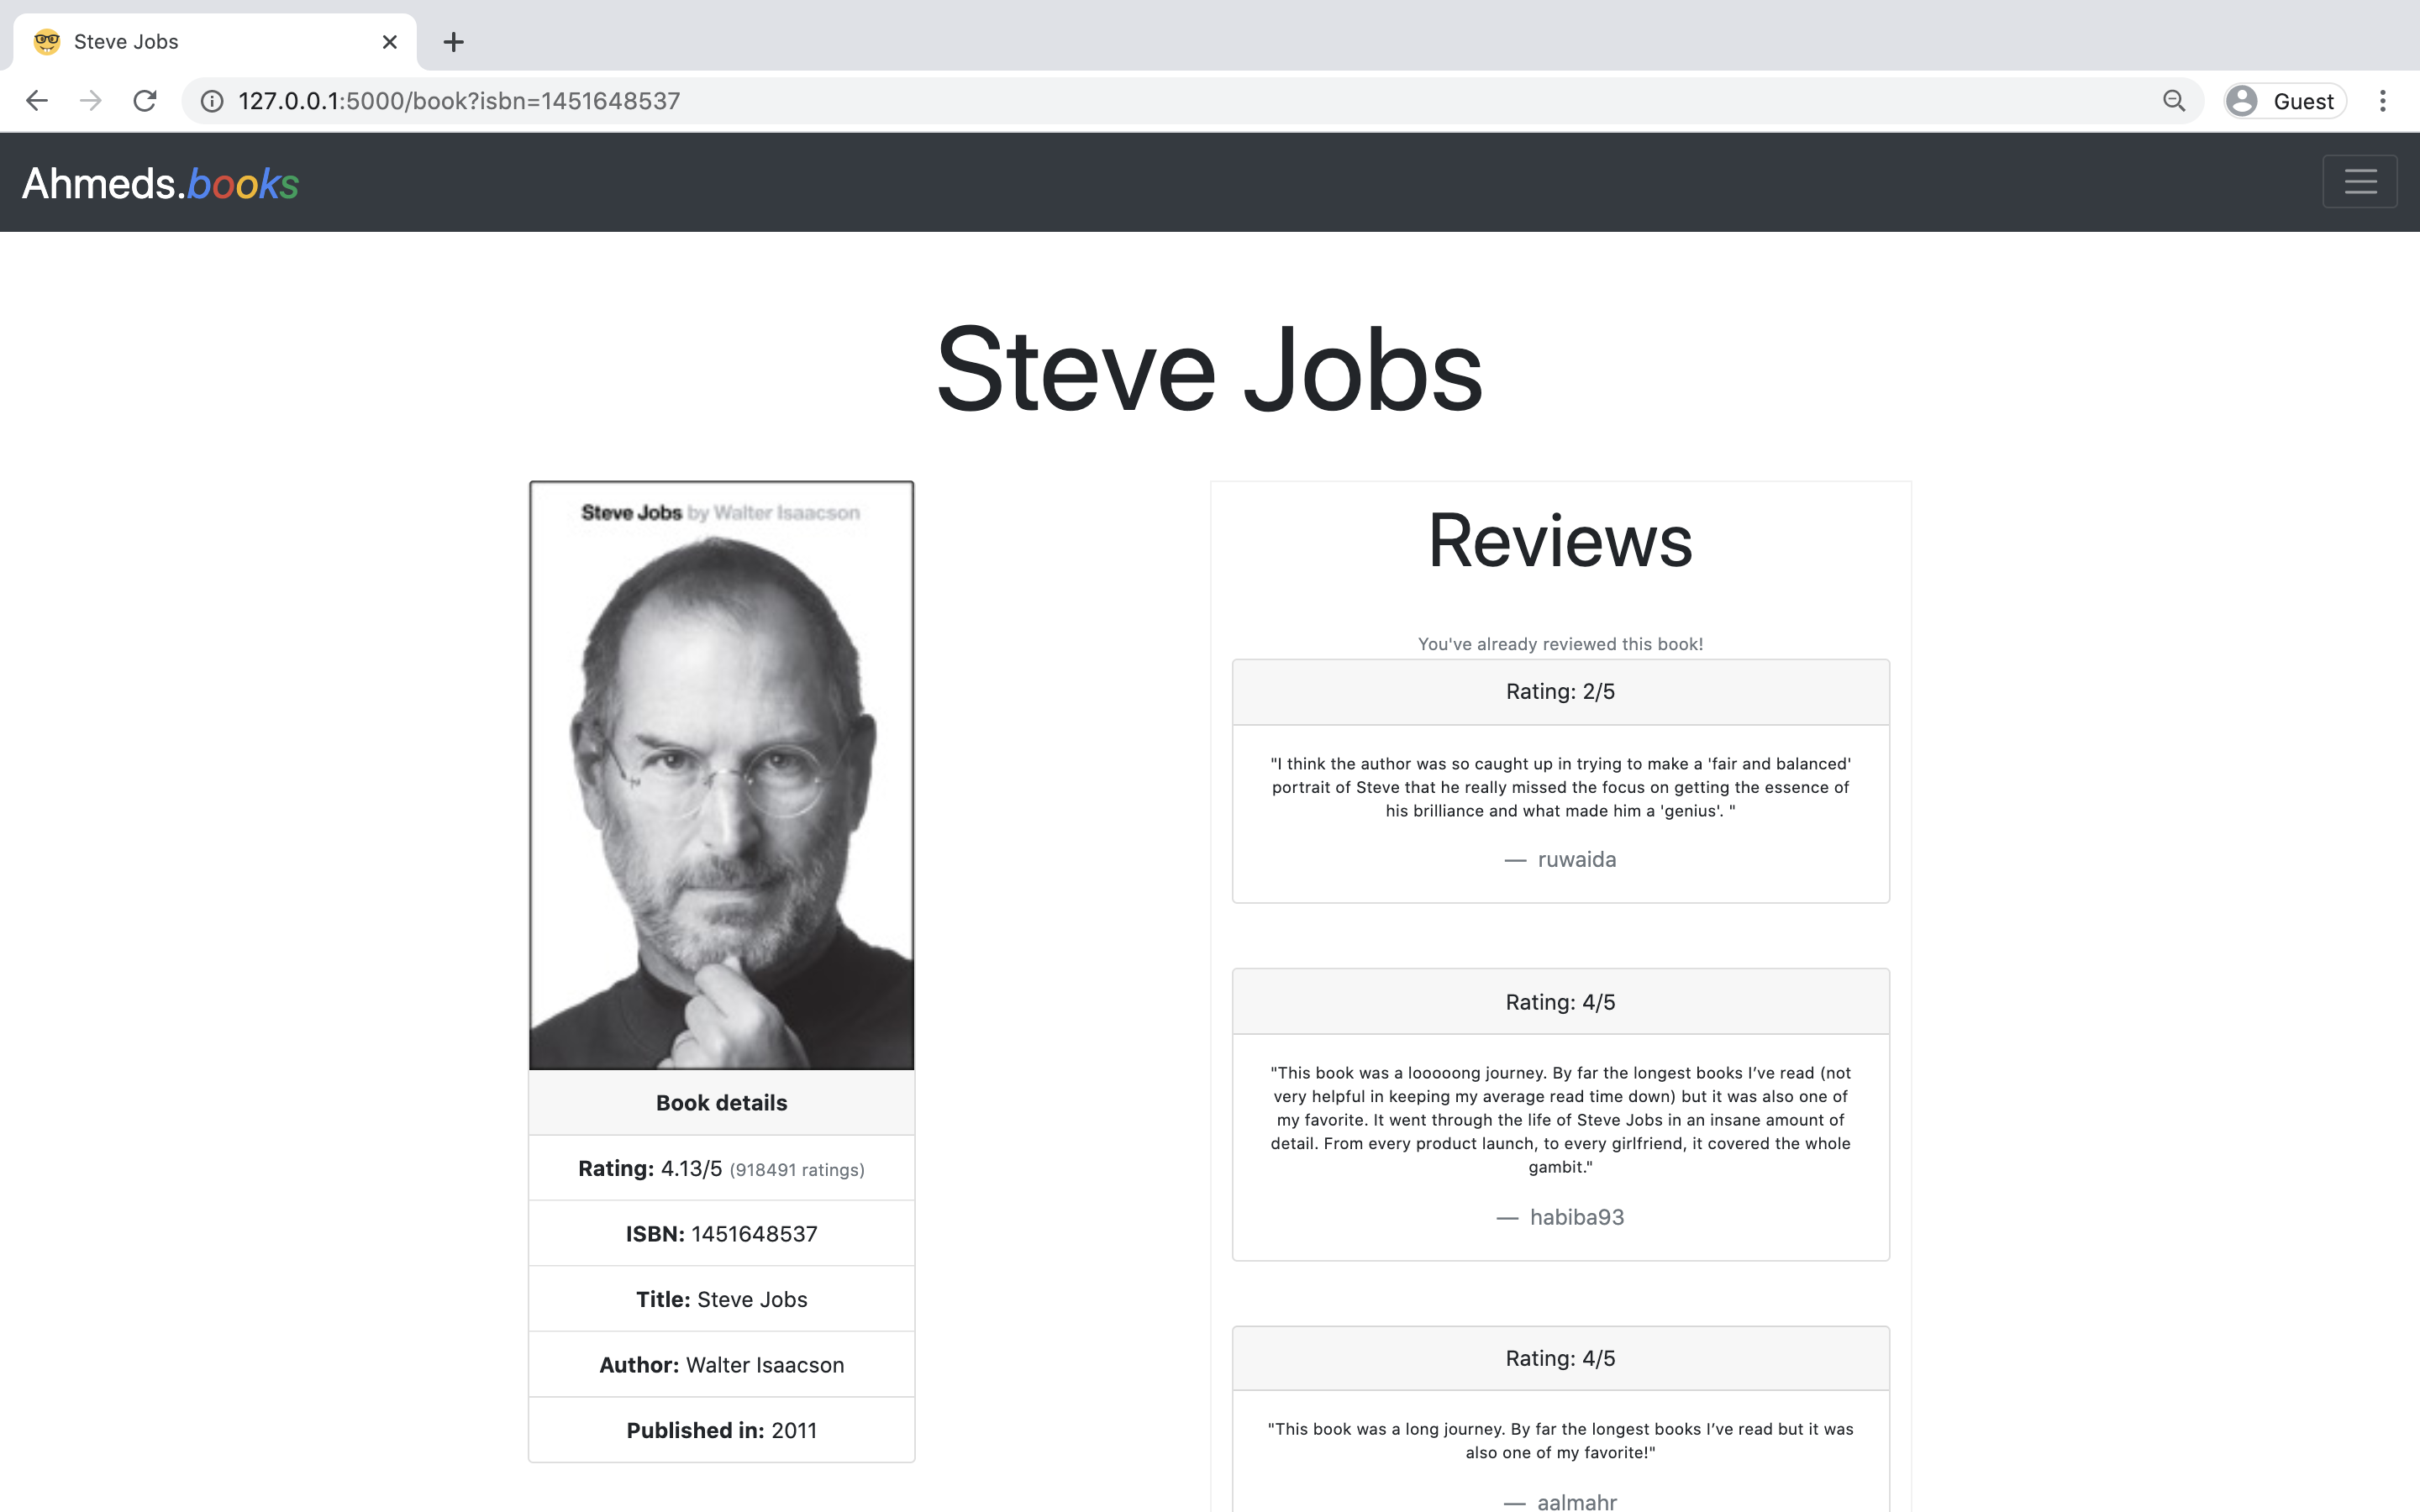 Steve Jobs
127.0.0.1:5000/book?isbn=1451648537
Guest
Ahmeds.books
Steve Jobs
Steve Jobs by Walter Isaacson
Book details
Rating: 4.13/5 (918491 ratings)
ISBN: 1451648537
Title: Steve Jobs
Author: Walter Isaacson
Published in: 2011
Reviews
You've already reviewed this book!
Rating: 2/5
"I think the author was so caught up in trying to make a 'fair and balanced'
portrait of Steve that he really missed the focus on getting the essence of
his brilliance and what made him a 'genius'. "
— ruwaida
Rating: 4/5
"This book was a looooong journey. By far the longest books I’ve read (not
very helpful in keeping my average read time down) but it was also one of
my favorite. It went through the life of Steve Jobs in an insane amount of
detail. From every product launch, to every girlfriend, it covered the whole
gambit."
— habiba93
Rating: 4/5
"This book was a long journey. By far the longest books I’ve read but it was
also one of my favorite!"
— aalmahr